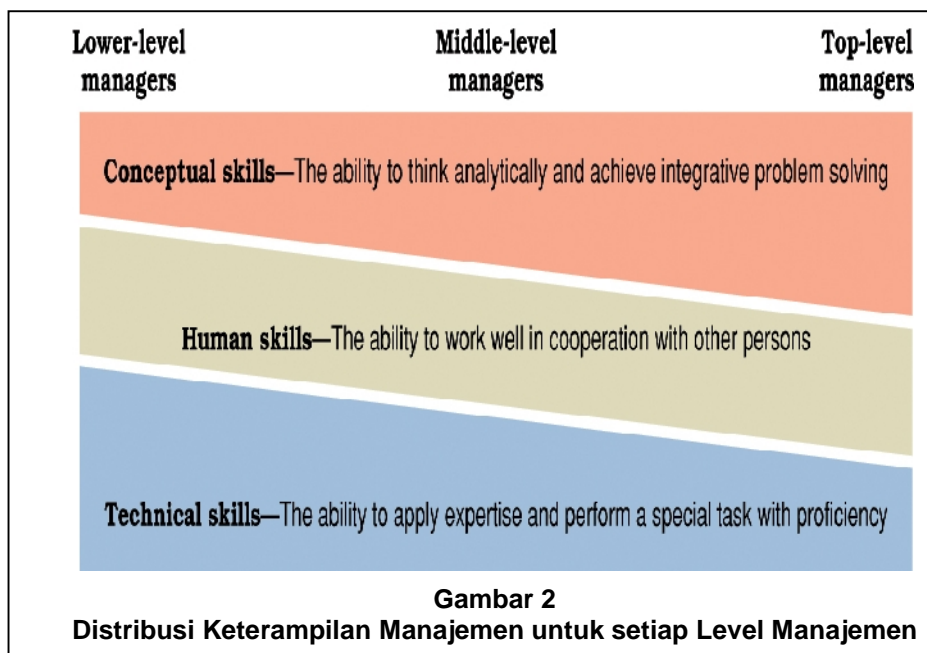 Lower-level
managers
Middle-level
managers
Top-level
managers
Conceptual skills—The ability to think analytically and achieve integrative problem solving
Human skills—The ability to work well in cooperation with other persons
Technical skills—The ability to apply expertise and perform a special task with proficiency
Gambar 2
Distribusi Keterampilan Manajemen untuk setiap Level Manajemen